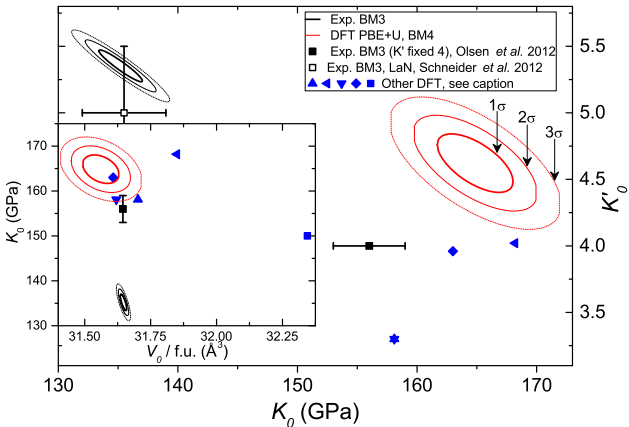 Exp. BM3
DFT PBE+U, BM4
Exp. BM3 (K' fixed 4), Olsen et al. 2012
Exp. BM3, LaN, Schneider et al. 2012
Other DFT, see caption
1σ
2σ
3σ
5.0
4.5
4.0
3.5
K'₀
170
160
150
140
130
K₀ (GPa)
31.50
31.75
32.00
32.25
V₀ / f.u. (Å³)
130
140
150
160
170
K₀ (GPa)